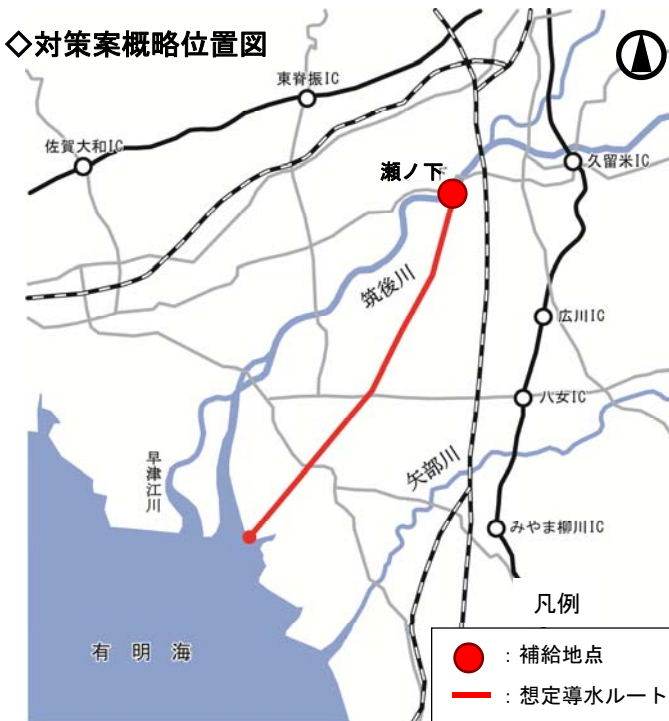 ◇対策案概略位置図
東脊振IC
佐賀大和IC
瀬ノ下
久留米IC
筑後川
広川IC
八女IC
矢部川
早津江川
みやま柳川IC
有明海
凡例
：補給地点
：想定導水ルート